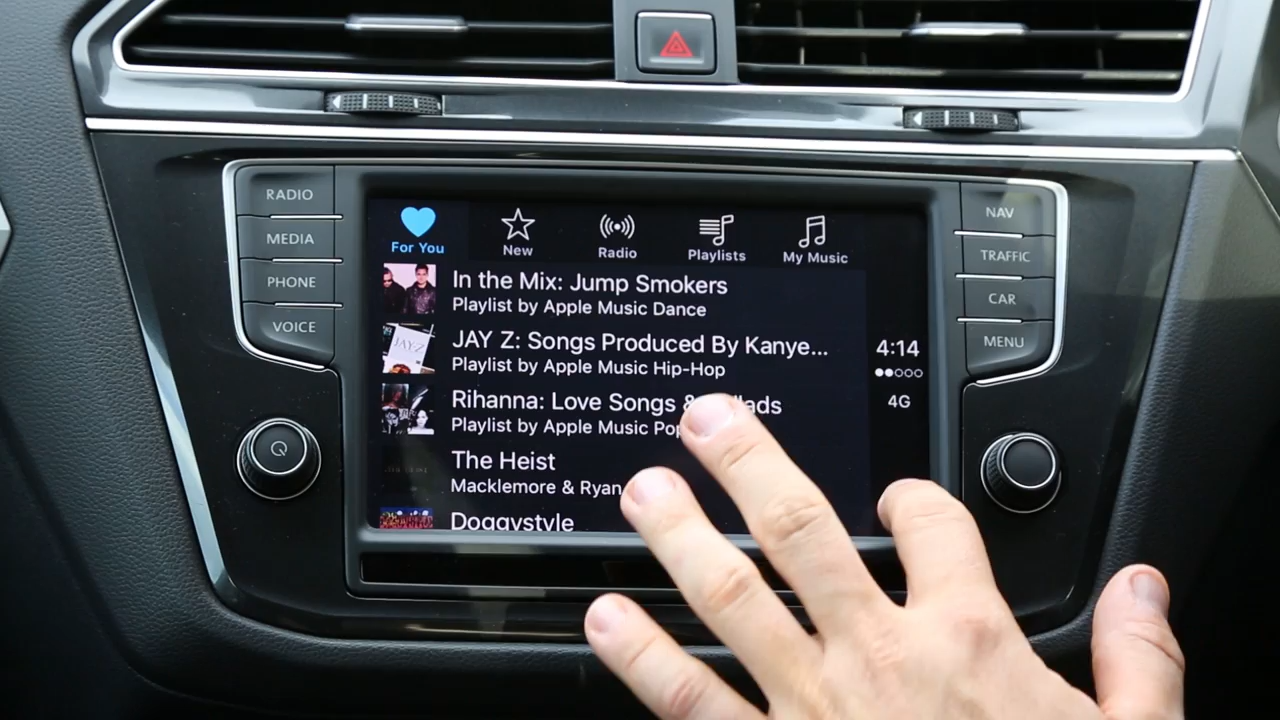 RADIO
MEDIA
PHONE
VOICE
For You
New
Radio
Playlists
My Music
In the Mix: Jump Smokers
Playlist by Apple Music Dance
JAY Z: Songs Produced By Kanye...
Playlist by Apple Music Hip-Hop
Rihanna: Love Songs &
Playlist by Apple Music Pop
The Heist
Macklemore & Ryan
Doggystyle
4:14
4G
NAV
TRAFFIC
CAR
MENU
JAY Z